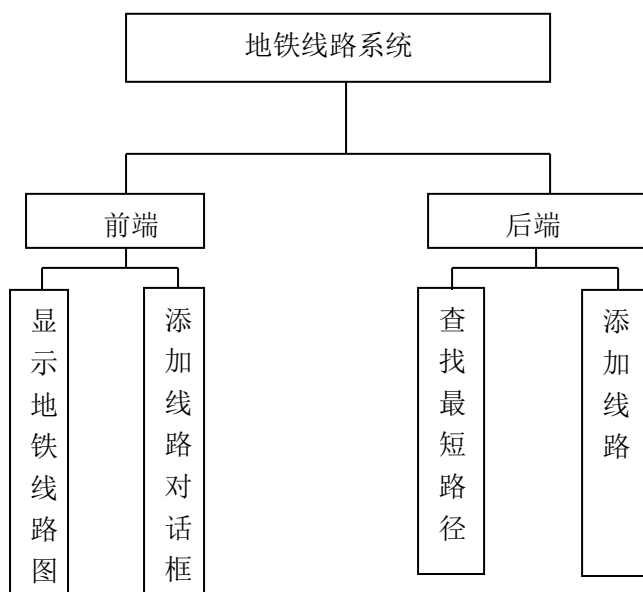 地铁线路系统
前端
后端
显示地铁线路图
添加线路对话框
查找最短路径
添加线路